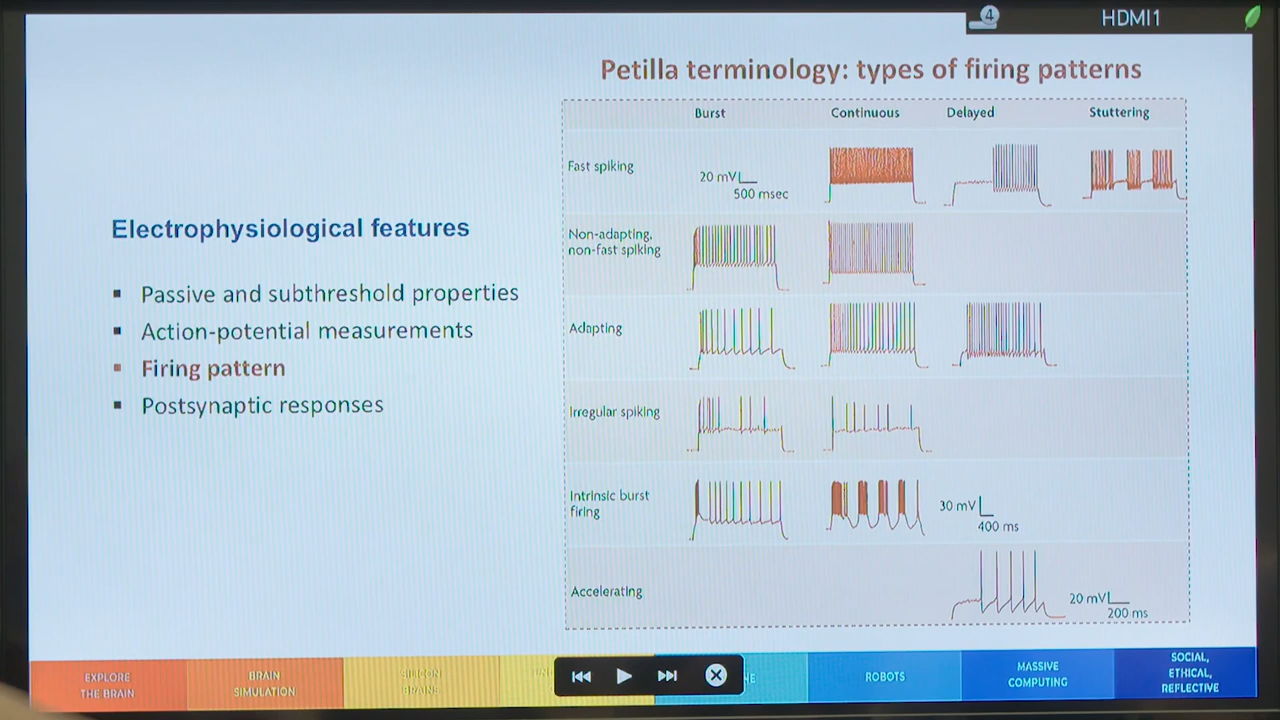 4
HDMI1
Petilla terminology: types of firing patterns
Burst
Continuous
Delayed
Stuttering
Fast spiking
20 mV
500 msec
Electrophysiological features
Non-adapting,
non-fast spiking
▪ Passive and subthreshold properties
▪ Action-potential measurements
▪ Firing pattern
▪ Postsynaptic responses
Adapting
Irregular spiking
Intrinsic burst
firing
30 mV
400 ms
Accelerating
20 mV
200 ms
EXPLORE
THE BRAIN
BRAIN
SIMULATION
SILICON
BRAINS
ROBOTS
MASSIVE
COMPUTING
SOCIAL,
ETHICAL,
REFLECTIVE